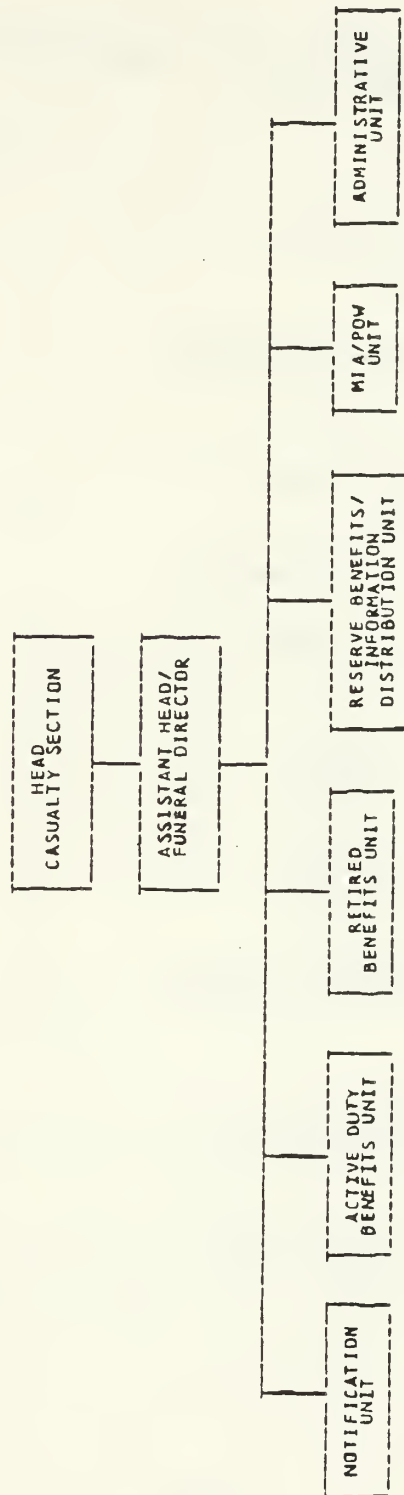 HEAD
CASUALTY SECTION
ASSISTANT HEAD/
FUNERAL DIRECTOR
NOTIFICATION
UNIT
ACTIVE DUTY
BENEFITS UNIT
RETIRED
BENEFITS UNIT
RESERVE BENEFITS/
INFORMATION
DISTRIBUTION UNIT
MIA/POW
UNIT
ADMINISTRATIVE
UNIT